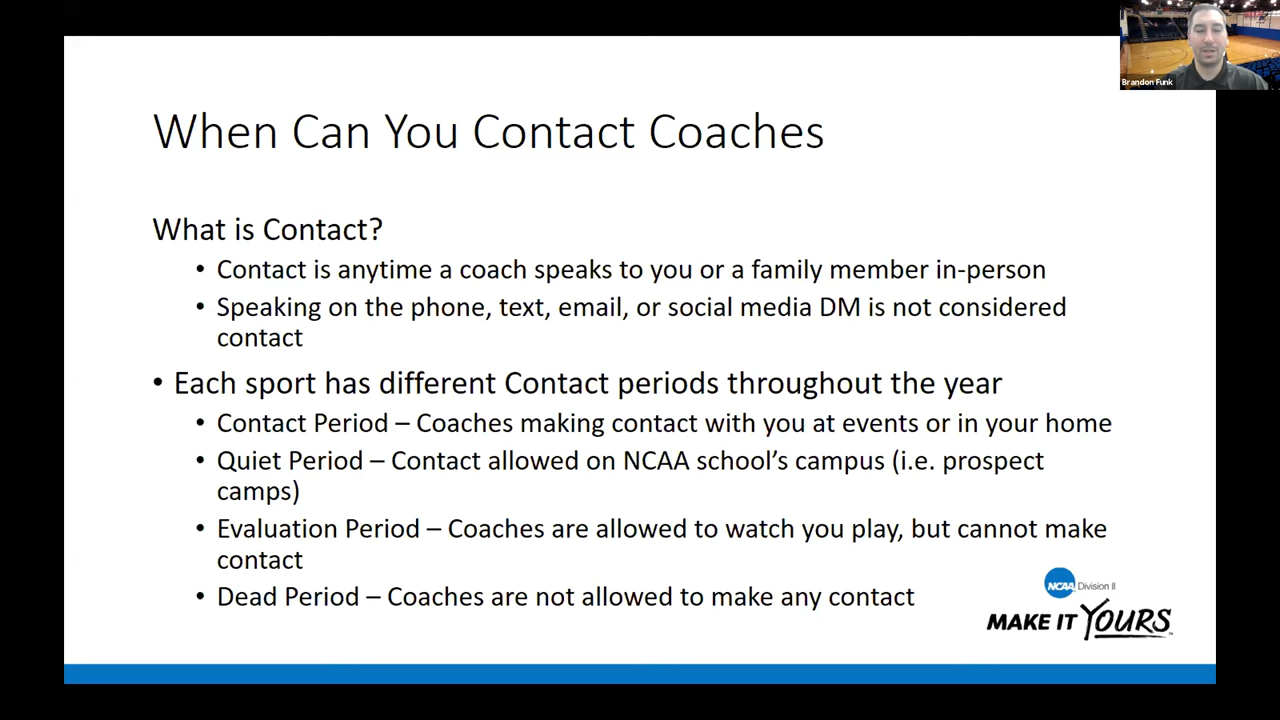 Brandon Funk
When Can You Contact Coaches
What is Contact?
• Contact is anytime a coach speaks to you or a family member in-person
• Speaking on the phone, text, email, or social media DM is not considered
contact
• Each sport has different Contact periods throughout the year
• Contact Period – Coaches making contact with you at events or in your home
• Quiet Period – Contact allowed on NCAA school's campus (i.e. prospect
camps)
• Evaluation Period – Coaches are allowed to watch you play, but cannot make
contact
• Dead Period – Coaches are not allowed to make any contact
NCAA Division II
MAKE IT YOURS™